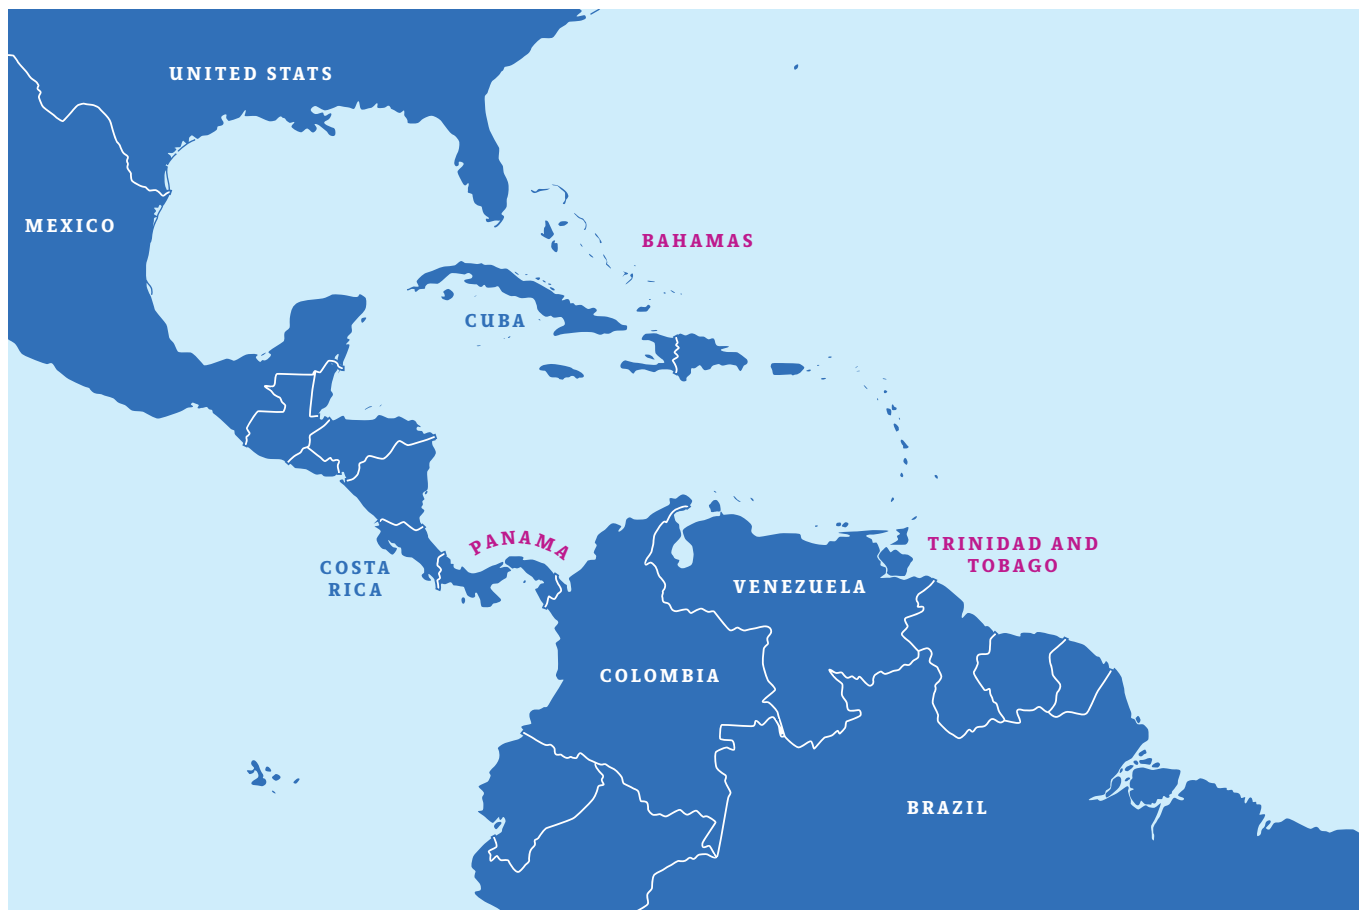 UNITED STATS
MEXICO
BAHAMAS
CUBA
PANAMA
TRINIDAD AND
TOBAGO
COSTA
RICA
VENEZUELA
COLOMBIA
BRAZIL